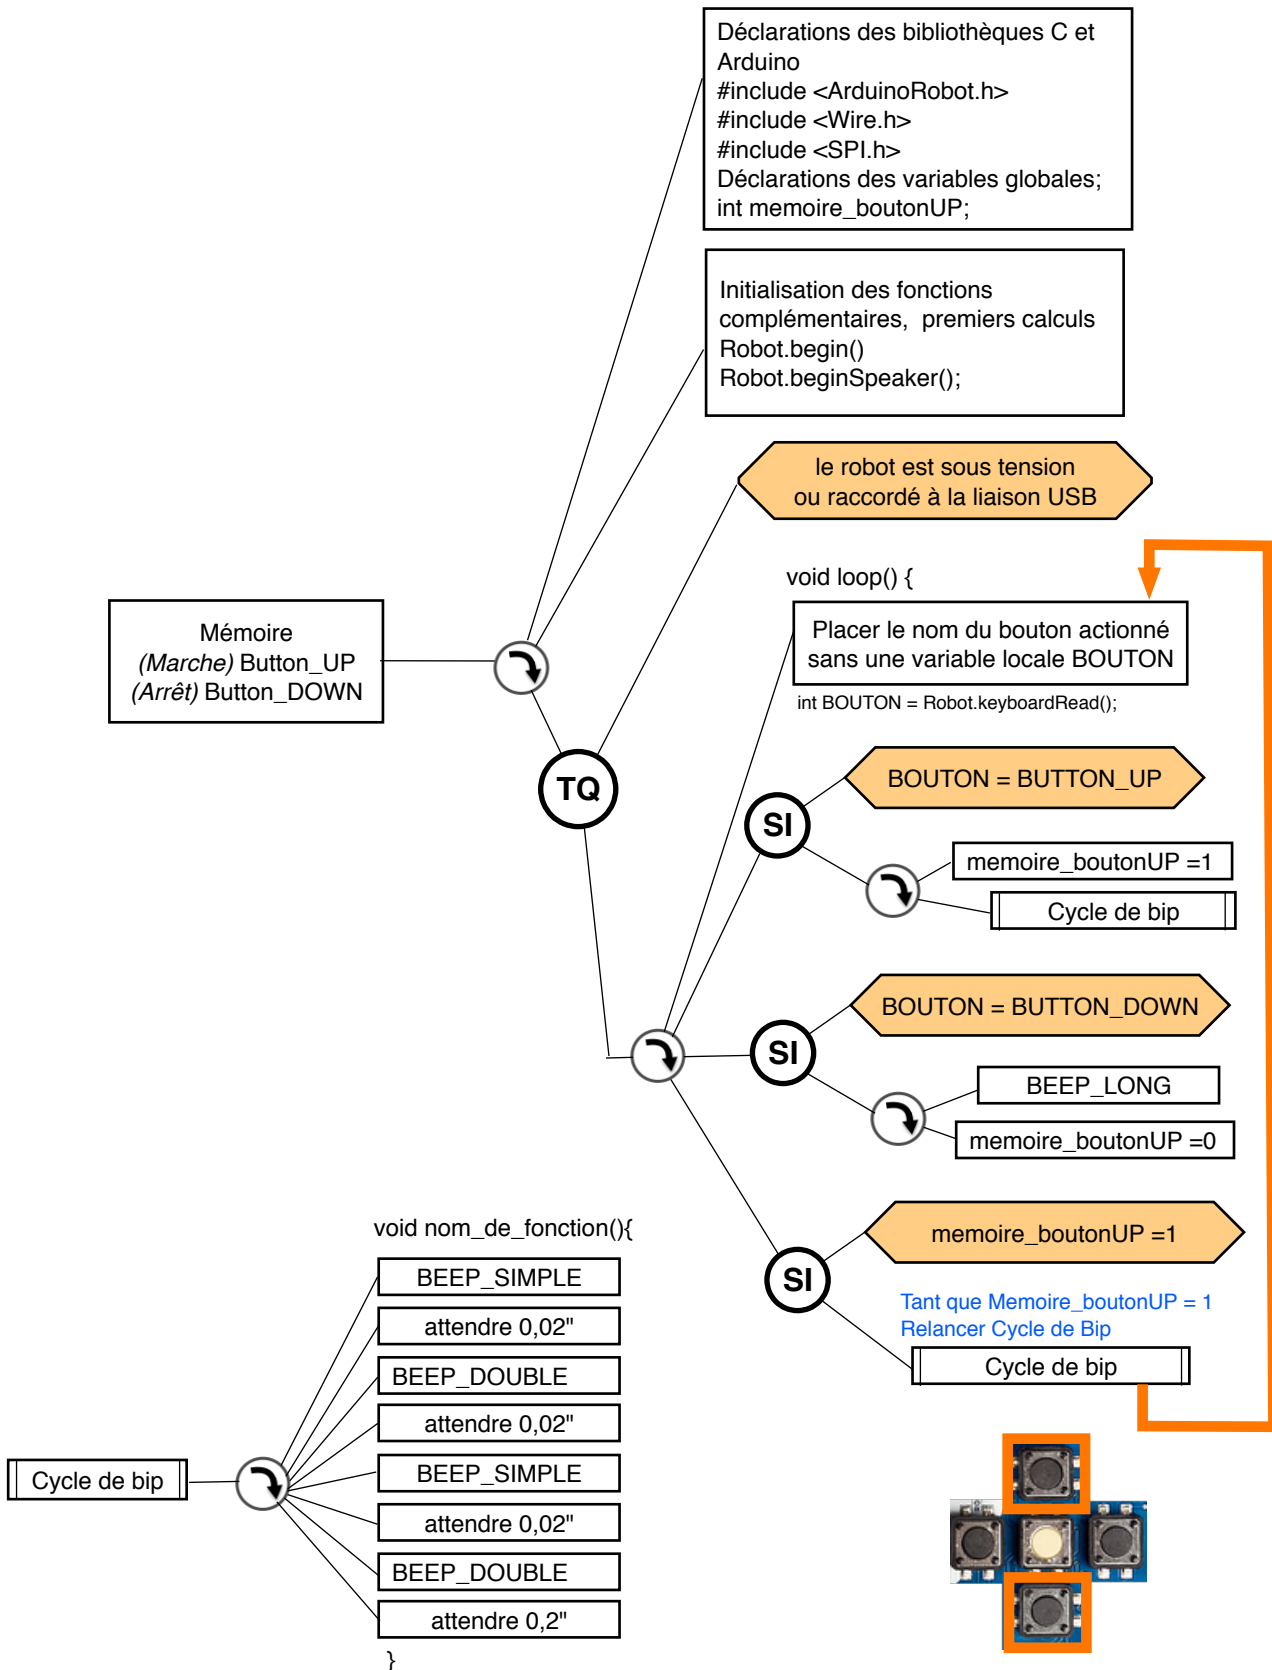 Déclarations des bibliothèques C et
Arduino
#include <ArduinoRobot.h>
#include <Wire.h>
#include <SPI.h>
Déclarations des variables globales;
int memoire_boutonUP;
Initialisation des fonctions
complémentaires, premiers calculs
Robot.begin()
Robot.beginSpeaker();
le robot est sous tension
ou raccordé à la liaison USB
void loop() {
Placer le nom du bouton actionné
sans une variable locale BOUTON
int BOUTON = Robot.keyboardRead();
Mémoire
(Marche) Button_UP
(Arrêt) Button_DOWN
TQ
BOUTON = BUTTON_UP
SI
memoire_boutonUP =1
Cycle de bip
BOUTON = BUTTON_DOWN
SI
BEEP_LONG
memoire_boutonUP =0
memoire_boutonUP =1
SI
Tant que Memoire_boutonUP = 1
Relancer Cycle de Bip
Cycle de bip
void nom_de_fonction(){
BEEP_SIMPLE
attendre 0,02"
BEEP_DOUBLE
attendre 0,02"
BEEP_SIMPLE
attendre 0,02"
BEEP_DOUBLE
attendre 0,2"
}
Cycle de bip